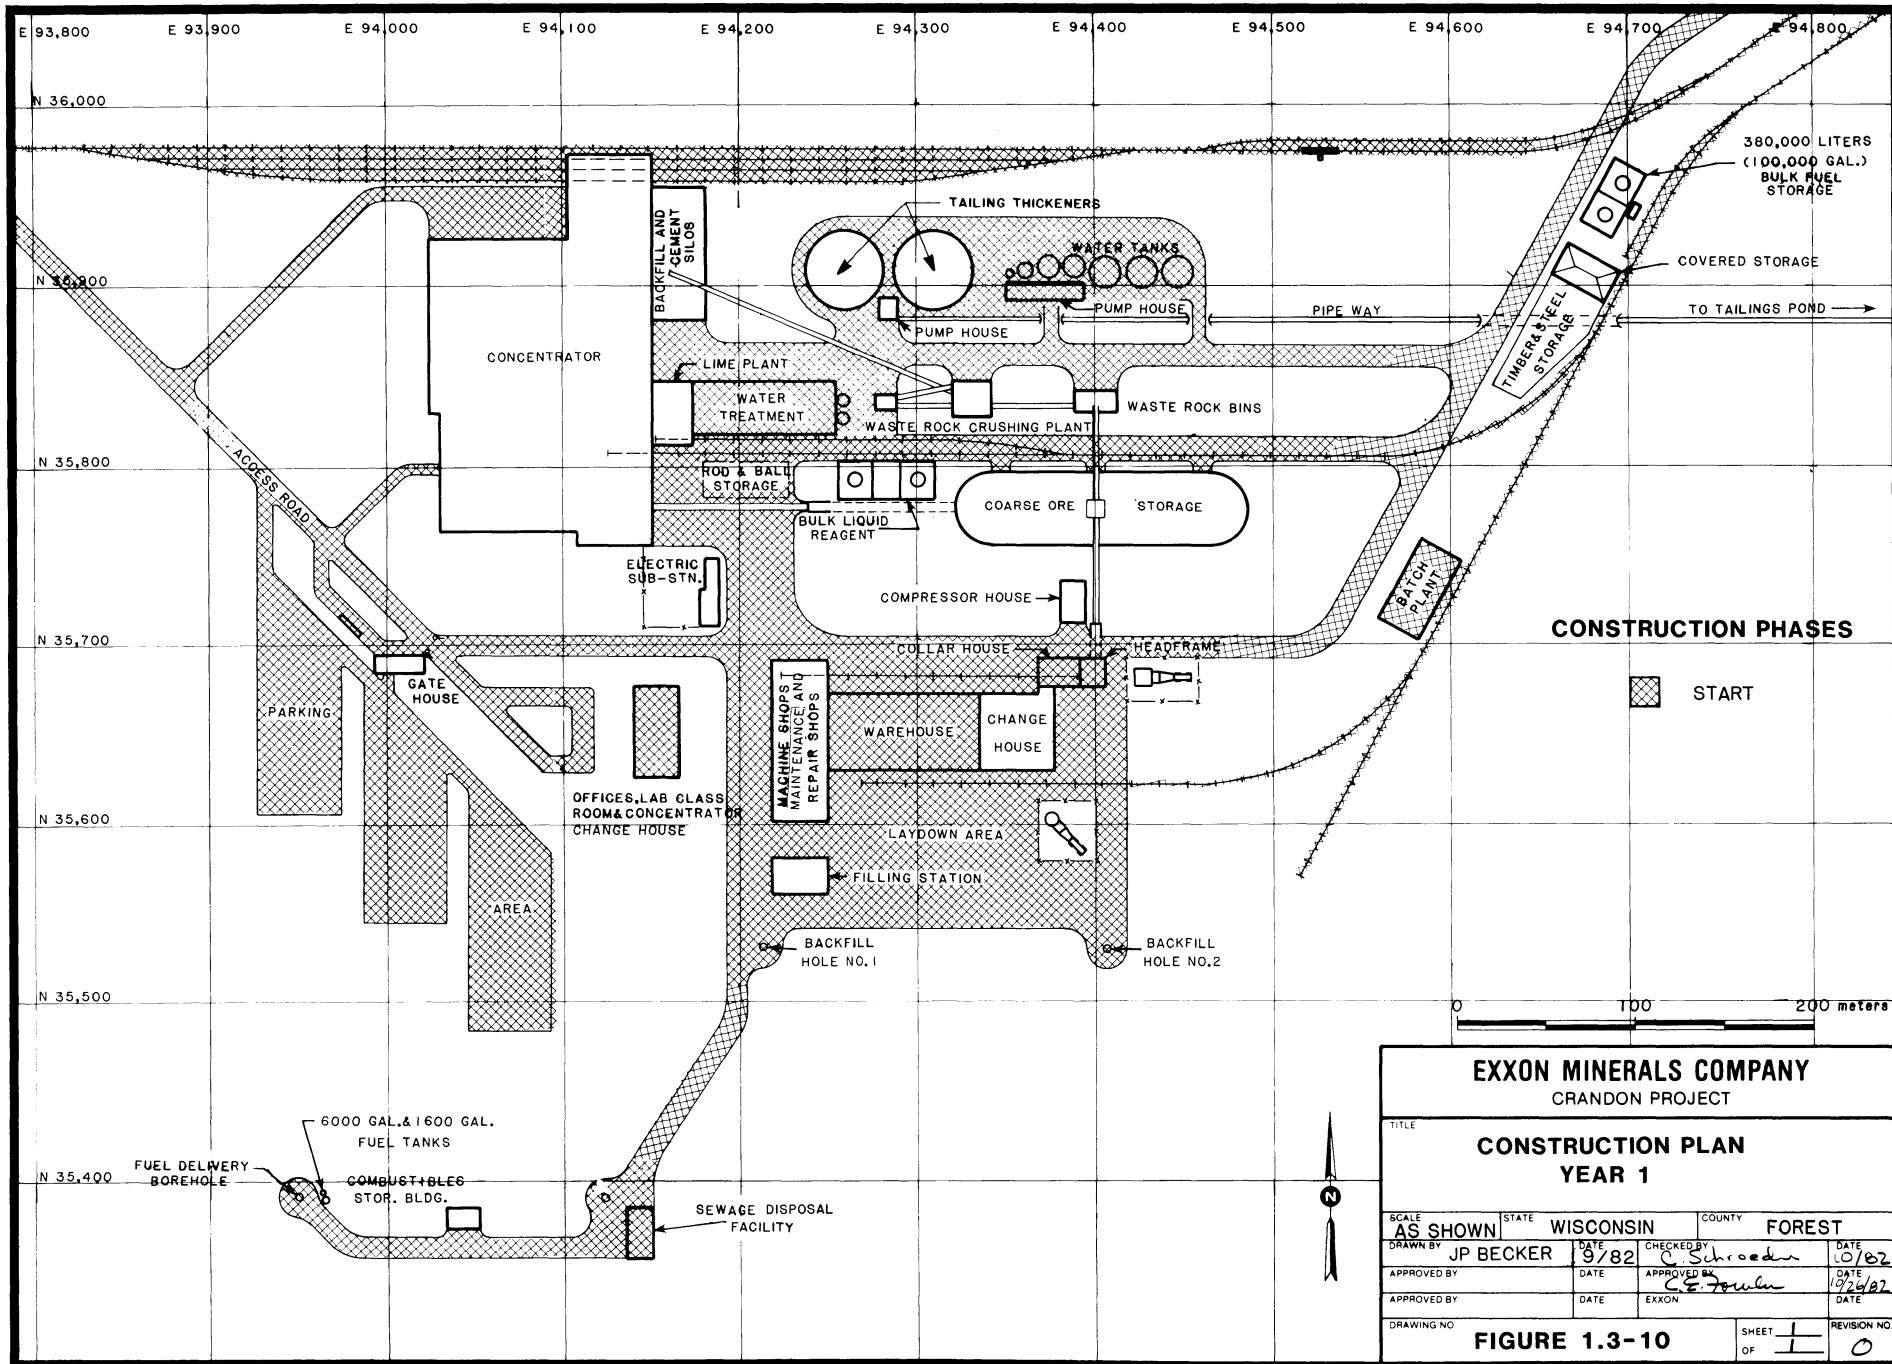 E 93,800
E 93,900
E 94,000
E 94,100
E 94,200
E 94,300
E 94,400
E 94,500
E 94,600
E 94,700
E 94,800
N 36,000
380,000 LITERS
(100,000 GAL.)
BULK FUEL
STORAGE
TAILING THICKENERS
BACKFILL AND
CEMENT
SILOS
WATER TANKS
COVERED STORAGE
N 35,900
PUMP HOUSE
PUMP HOUSE
PIPE WAY
TO TAILINGS POND
TIMBER & STEEL
STORAGE
CONCENTRATOR
LIME PLANT
WATER
TREATMENT
WASTE ROCK BINS
WASTE ROCK CRUSHING PLANT
N 35,800
ACCESS ROAD
ROD & BALL
STORAGE
COARSE ORE STORAGE
BULK LIQUID
REAGENT
ELECTRIC
SUB-STN.
COMPRESSOR HOUSE
BATCH
PLANT
N 35,700
CONSTRUCTION PHASES
COLLAR HOUSE
HEADFRAME
GATE
HOUSE
START
PARKING
MACHINE SHOPS
MAINTENANCE AND
REPAIR SHOPS
WAREHOUSE
CHANGE
HOUSE
OFFICES, LAB CLASS
ROOM & CONCENTRATOR
CHANGE HOUSE
N 35,600
LAYDOWN AREA
FILLING STATION
AREA
BACKFILL
HOLE NO. 1
BACKFILL
HOLE NO. 2
N 35,500
0 100 200 meters
EXXON MINERALS COMPANY
CRANDON PROJECT
TITLE
CONSTRUCTION PLAN
YEAR 1
6000 GAL. & 1600 GAL.
FUEL TANKS
FUEL DELIVERY
BOREHOLE
N 35,400
COMBUSTIBLES
STOR. BLDG.
SEWAGE DISPOSAL
FACILITY
N
SCALE AS SHOWN STATE WISCONSIN COUNTY FOREST
DRAWN BY JP BECKER DATE 9/82 CHECKED BY C. Schroeder DATE 10/82
APPROVED BY DATE APPROVED BY C.E. Fowler DATE 10/26/82
APPROVED BY DATE EXXON DATE
DRAWING NO FIGURE 1.3-10 SHEET 1 OF 1 REVISION NO. 0